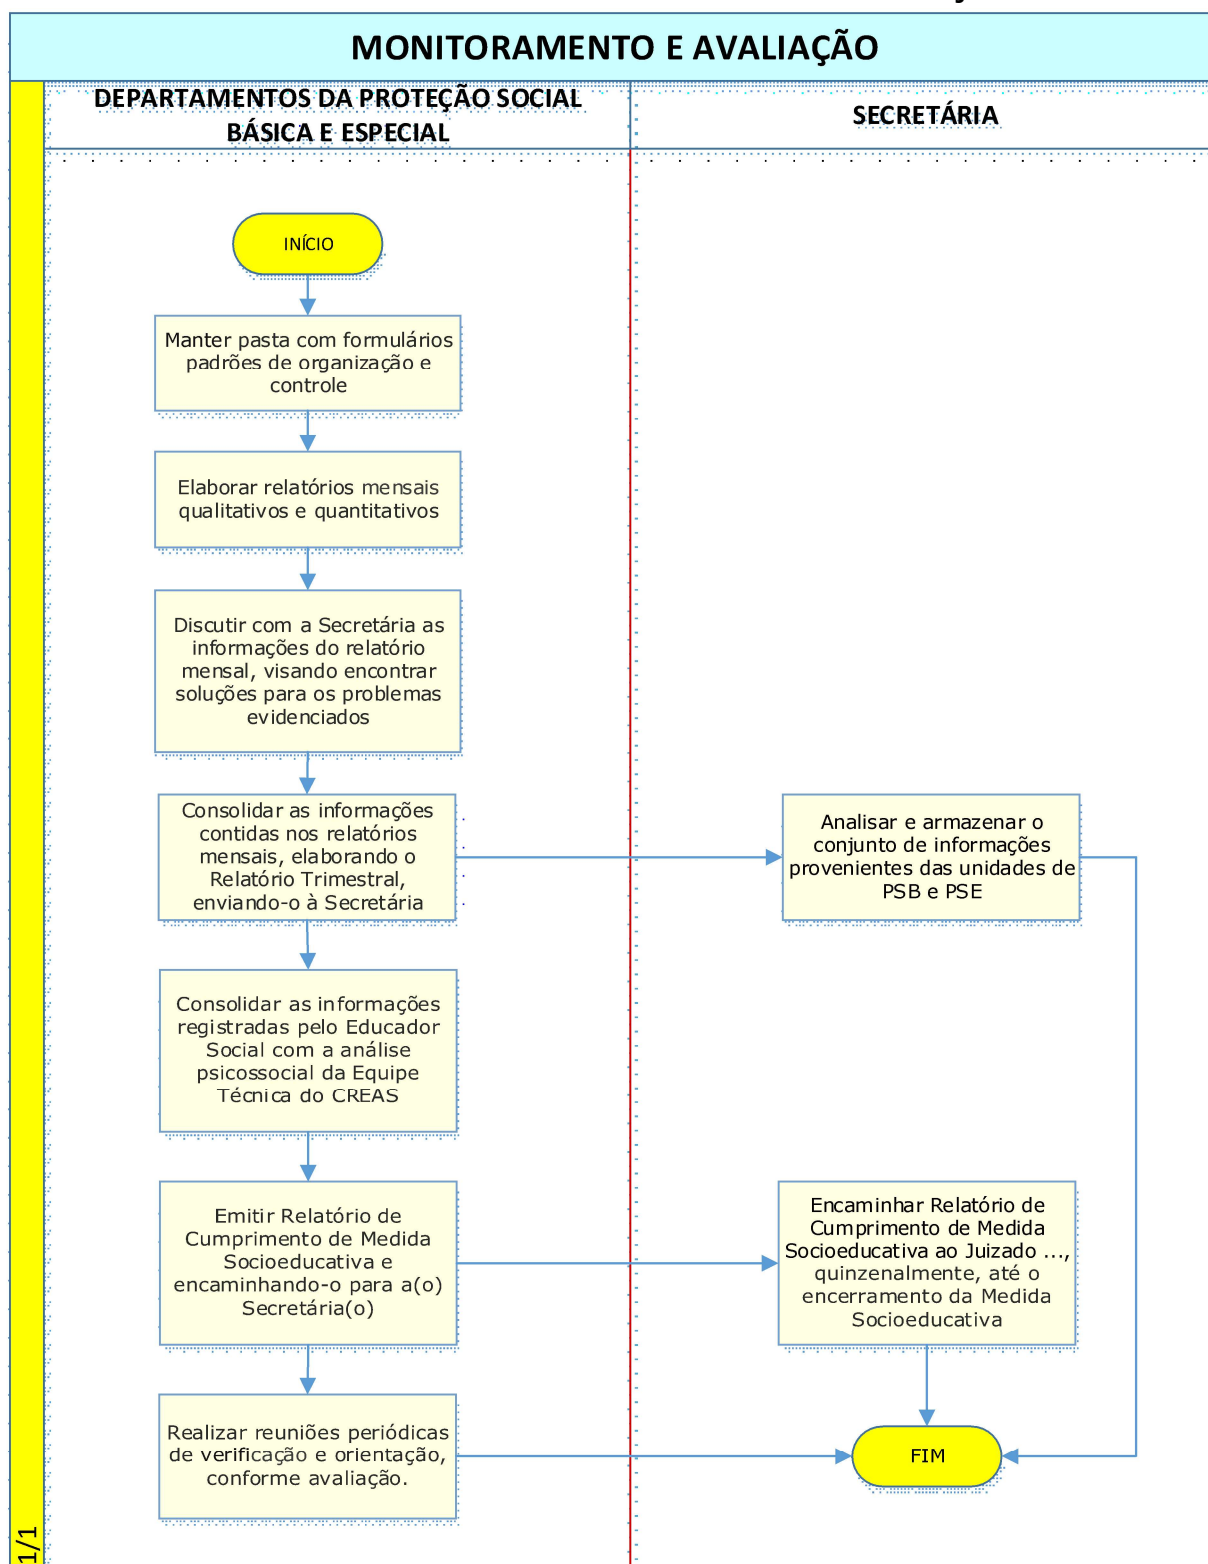 MONITORAMENTO E AVALIAÇÃO
DEPARTAMENTOS DA PROTEÇÃO SOCIAL
BÁSICA E ESPECIAL
SECRETÁRIA
INÍCIO
Manter pasta com formulários
padrões de organização e
controle
Elaborar relatórios mensais
qualitativos e quantitativos
Discutir com a Secretária as
informações do relatório
mensal, visando encontrar
soluções para os problemas
evidenciados
Consolidar as informações
contidas nos relatórios
mensais, elaborando o
Relatório Trimestral,
enviando-o à Secretária
Analisar e armazenar o
conjunto de informações
provenientes das unidades de
PSB e PSE
Consolidar as informações
registradas pelo Educador
Social com a análise
psicossocial da Equipe
Técnica do CREAS
Emitir Relatório de
Cumprimento de Medida
Socioeducativa e
encaminhando-o para a(o)
Secretária(o)
Encaminhar Relatório de
Cumprimento de Medida
Socioeducativa ao Juizado ...,
quinzenalmente, até o
encerramento da Medida
Socioeducativa
Realizar reuniões periódicas
de verificação e orientação,
conforme avaliação.
FIM
1/1